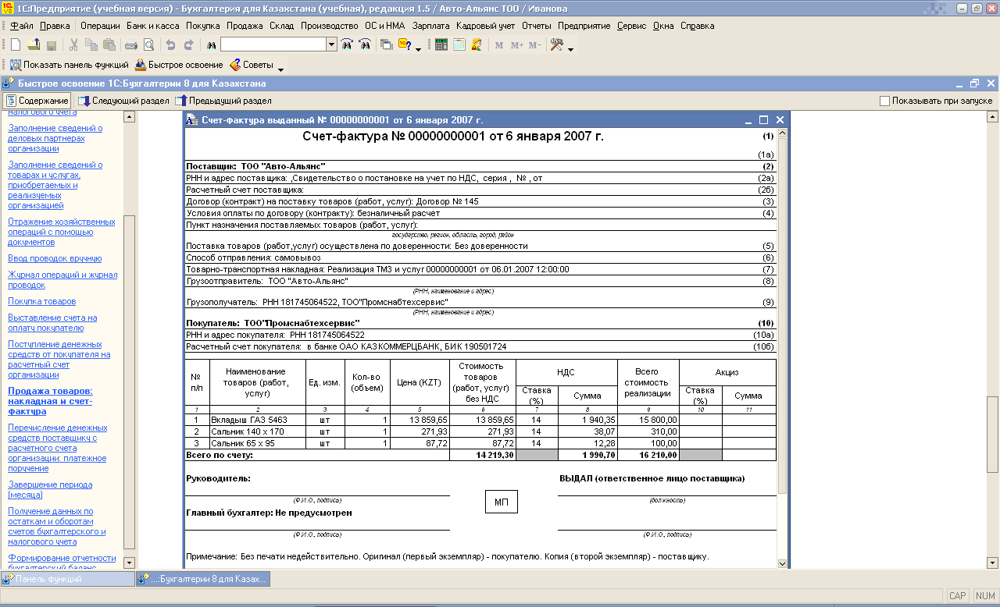 1С:Предприятие (учебная версия) - Бухгалтерия для Казахстана (учебная), редакция 1.5 / Авто-Альянс ТОО / Иванова
Файл Правка Операции Банк и касса Покупка Продажа Склад Производство ОС и НМА Зарплата Кадровый учет Отчеты Предприятие Сервис Окна Справка
M M+ M-
Показать панель функций Быстрое освоение Советы
Быстрое освоение 1С:Бухгалтерии 8 для Казахстана
Содержание Следующий раздел Предыдущий раздел Показывать при запуске
налогового учета
Заполнение сведений о
деловых партнерах
организации
Заполнение сведений о
товарах и услугах,
приобретаемых и
реализуемых
организацией
Отражение хозяйственных
операций с помощью
документов
Ввод проводок вручную
Журнал операций и журнал
проводок
Покупка товаров
Выставление счета на
оплату покупателю
Поступление денежных
средств от покупателя на
расчетный счет
организации
Продажа товаров:
накладная и счет-
фактура
Перечисление денежных
средств поставщику с
расчетного счета
организации: платежное
поручение
Завершение периода
(месяца)
Получение данных по
остаткам и оборотам
счетов бухгалтерского и
налогового учета
Формирование отчетности
бухгалтерский баланс
Счет-фактура выданный № 00000000001 от 6 января 2007 г.
Счет-фактура № 00000000001 от 6 января 2007 г. (1)
(1а)
Поставщик: ТОО "Авто-Альянс" (2)
РНН и адрес поставщика: ,Свидетельство о постановке на учет по НДС, серия , № , от (2а)
Расчетный счет поставщика: (2б)
Договор (контракт) на поставку товаров (работ, услуг): Договор № 145 (3)
Условия оплаты по договору (контракту): безналичный расчет (4)
Пункт назначения поставляемых товаров (работ, услуг):
государство, регион, область, город, район
Поставка товаров (работ,услуг) осуществлена по доверенности: Без доверенности (5)
Способ отправления: самовывоз (6)
Товарно-транспортная накладная: Реализация ТМЗ и услуг 00000000001 от 06.01.2007 12:00:00 (7)
Грузоотправитель: ТОО "Авто-Альянс" (8)
(РНН, наименование и адрес)
Грузополучатель: РНН 181745064522, ТОО"Промснабтехсервис" (9)
(РНН, наименование и адрес)
Покупатель: ТОО"Промснабтехсервис" (10)
РНН и адрес покупателя: РНН 181745064522 (10а)
Расчетный счет покупателя: в банке ОАО КАЗКОММЕРЦБАНК, БИК 190501724 (10б)
№ п/п Наименование товаров (работ, услуг) Ед. изм. Кол-во (объем) Цена (KZT) Стоимость товаров (работ, услуг) без НДС НДС Всего стоимость реализации Акциз
Ставка (%) Сумма Ставка (%) Сумма
1 2 3 4 5 6 7 8 9 10 11
1 Вкладыш ГАЗ 5463 шт 1 13 859,65 13 859,65 14 1 940,35 15 800,00
2 Сальник 140 х 170 шт 1 271,93 271,93 14 38,07 310,00
3 Сальник 65 х 95 шт 1 87,72 87,72 14 12,28 100,00
Всего по счету: 14 219,30 1 990,70 16 210,00
Руководитель: ВЫДАЛ (ответственное лицо поставщика)
(Ф.И.О., подпись) МП (должность)
Главный бухгалтер: Не предусмотрен
(Ф.И.О., подпись) (Ф.И.О., подпись)
Примечание: Без печати недействительно. Оригинал (первый экземпляр) - покупателю. Копия (второй экземпляр) - поставщику.
Панель функций ...:Бухгалтерии 8 для Казах...
CAP NUM